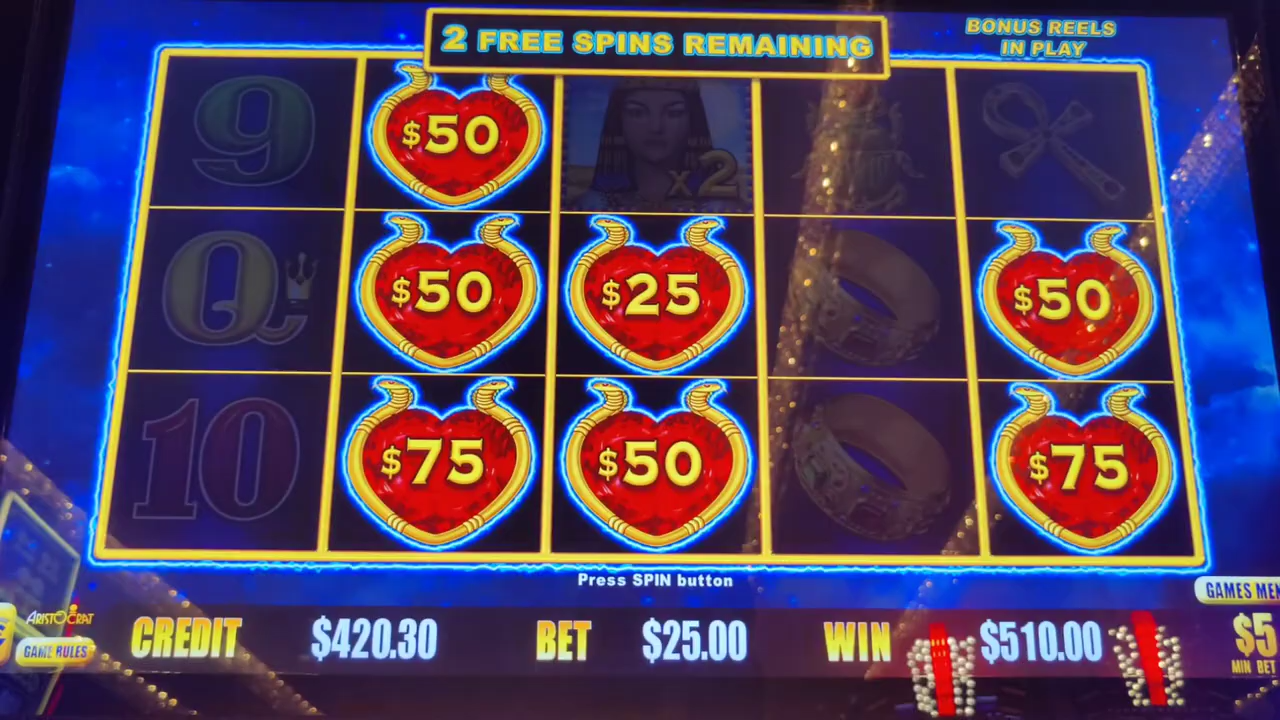 2 FREE SPINS REMAINING
BONUS REELS
IN PLAY
9
$50
x2
Q
$50
$25
$50
10
$75
$50
$75
Press SPIN button
GAMES MEN
ARISTOCRAT
GAME RULES
CREDIT $420.30 BET $25.00 WIN $510.00
$5
MIN BET